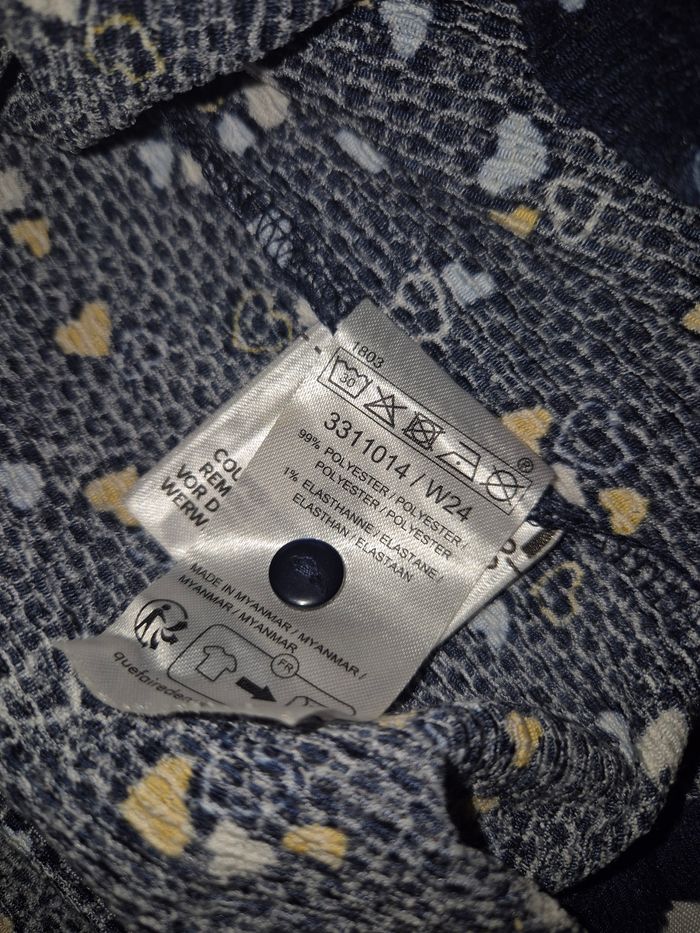 1803
30
®
3311014 / W24
99% POLYESTER / POLYESTER /
POLYESTER / POLYESTER
1% ELASTHANNE / ELASTANE /
ELASTHAN / ELASTAAN
MADE IN MYANMAR / MYANMAR /
MYANMAR / MYANMAR
FR
COU
REM
VOR D
WERW